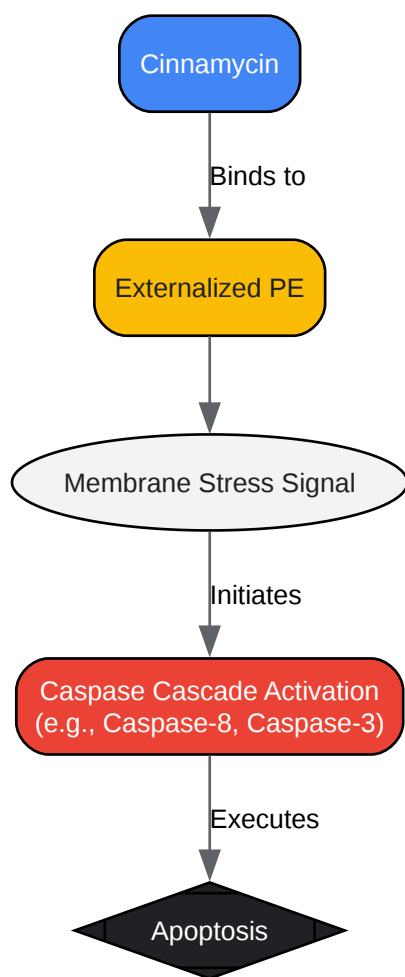 Cinnamycin
Binds to
Externalized PE
Membrane Stress Signal
Initiates
Caspase Cascade Activation
(e.g., Caspase-8, Caspase-3)
Executes
Apoptosis